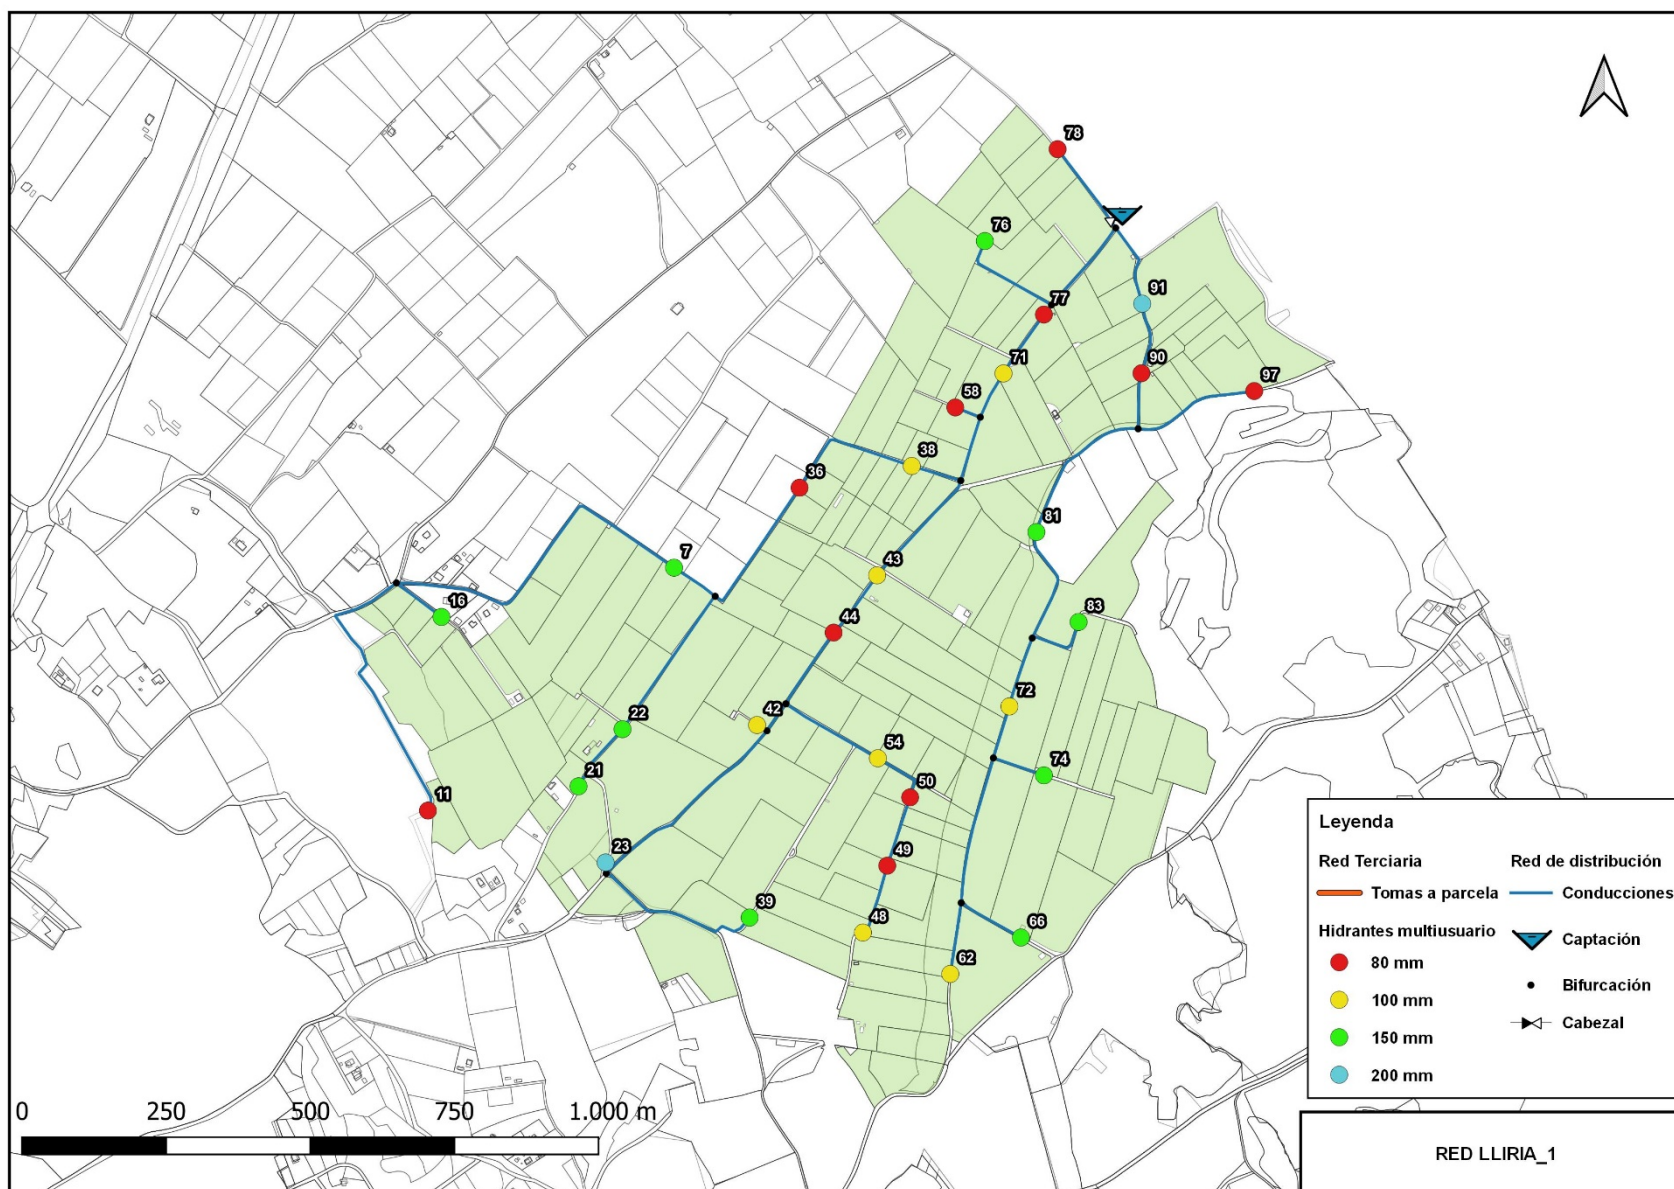 78
76
77
91
71
90
97
58
38
36
81
7
43
16
44
83
72
22
42
54
74
21
50
11
23
49
39
48
66
62
Leyenda
Red Terciaria
Tomas a parcela
Hidrantes multiusuario
80 mm
100 mm
150 mm
200 mm
Red de distribución
Conducciones
Captación
Bifurcación
Cabezal
0 250 500 750 1.000 m
RED LLIRIA_1